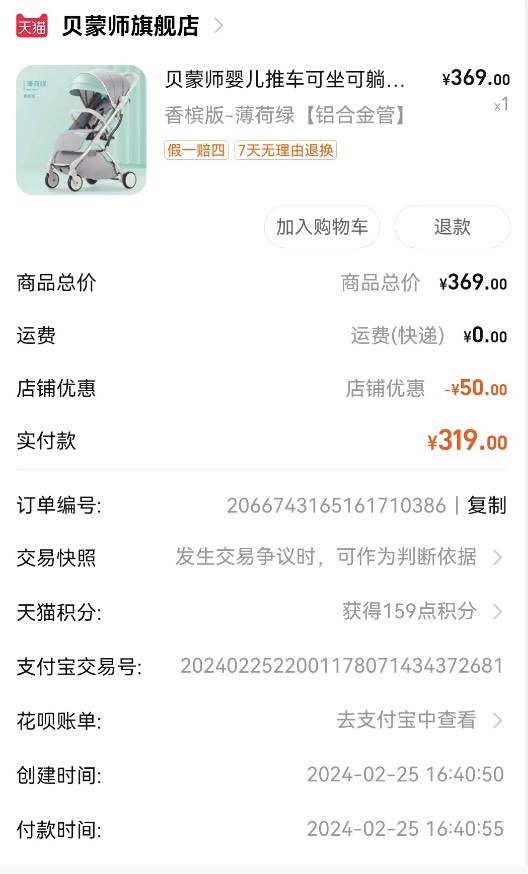 天猫 贝蒙师旗舰店
薄荷绿
贝蒙师婴儿推车可坐可躺... ¥369.00
香槟版-薄荷绿【铝合金管】 x1
假一赔四 7天无理由退换
加入购物车 退款
商品总价 商品总价 ¥369.00
运费 运费(快递) ¥0.00
店铺优惠 店铺优惠 -¥50.00
实付款 ¥319.00
订单编号: 2066743165161710386 | 复制
交易快照 发生交易争议时，可作为判断依据
天猫积分: 获得159点积分
支付宝交易号: 2024022522001178071434372681
花呗账单: 去支付宝中查看
创建时间: 2024-02-25 16:40:50
付款时间: 2024-02-25 16:40:55